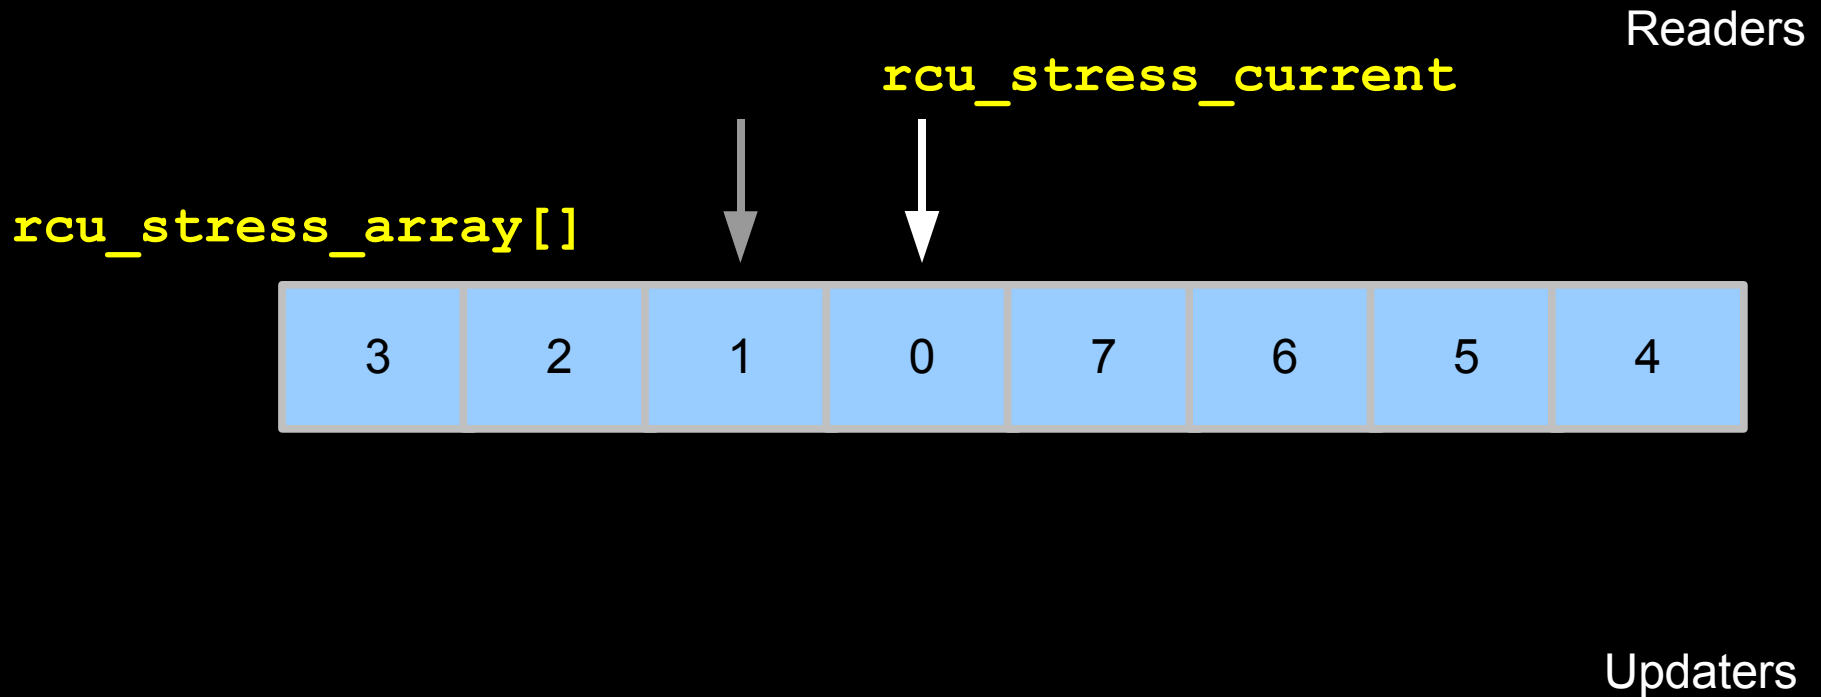 Readers
rcu_stress_current
rcu_stress_array[]
3 2 1 0 7 6 5 4
Updaters